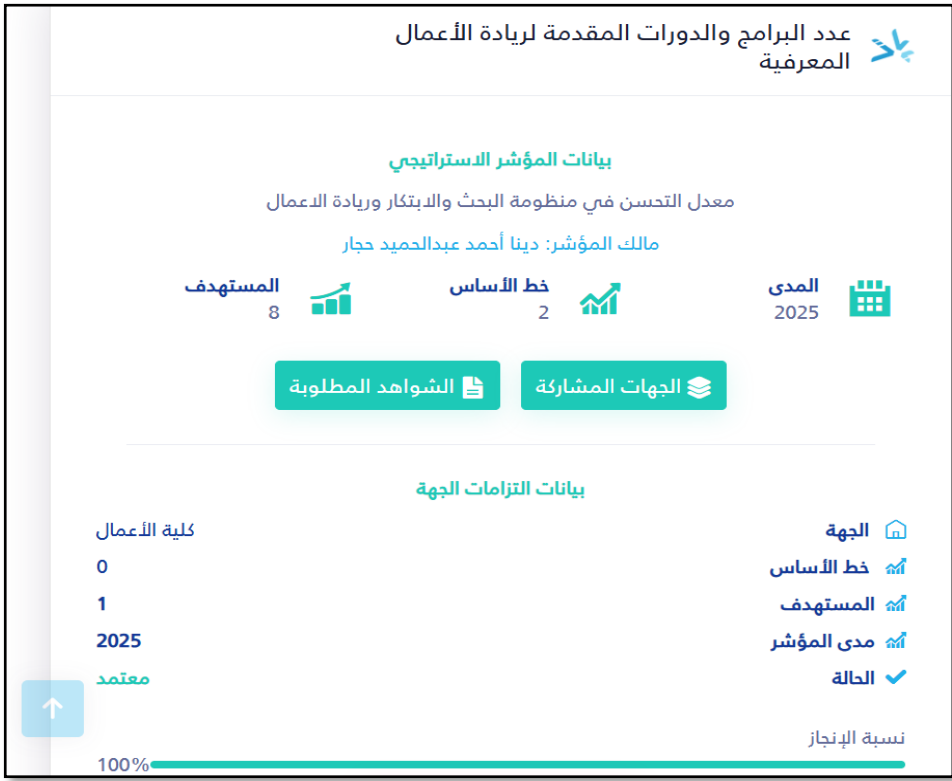 عدد البرامج والدورات المقدمة لريادة الأعمال
المعرفية
بيانات المؤشر الاستراتيجي
معدل التحسن في منظومة البحث والابتكار وريادة الاعمال
مالك المؤشر: دينا أحمد عبدالحميد حجار
المدى خط الأساس المستهدف
2025 2 8
الجهات المشاركة الشواهد المطلوبة
بيانات التزامات الجهة
الجهة كلية الأعمال
خط الأساس 0
المستهدف 1
مدى المؤشر 2025
الحالة معتمد
نسبة الإنجاز
100%